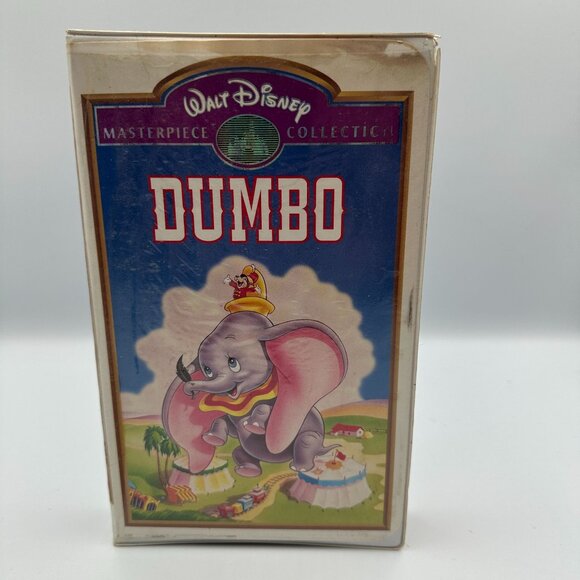 WALT DISNEY
MASTERPIECE COLLECTION
DUMBO